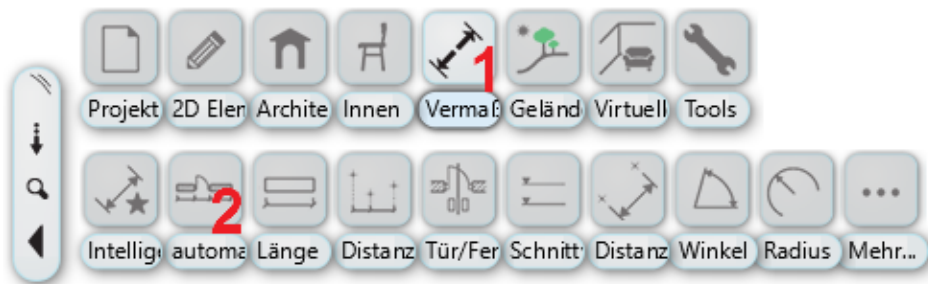 1
Projekt 2D Elen Archite Innen Vermaß Geländ Virtuell Tools
2
Intellige automa Länge Distanz Tür/Fer Schnitt Distanz Winkel Radius Mehr...